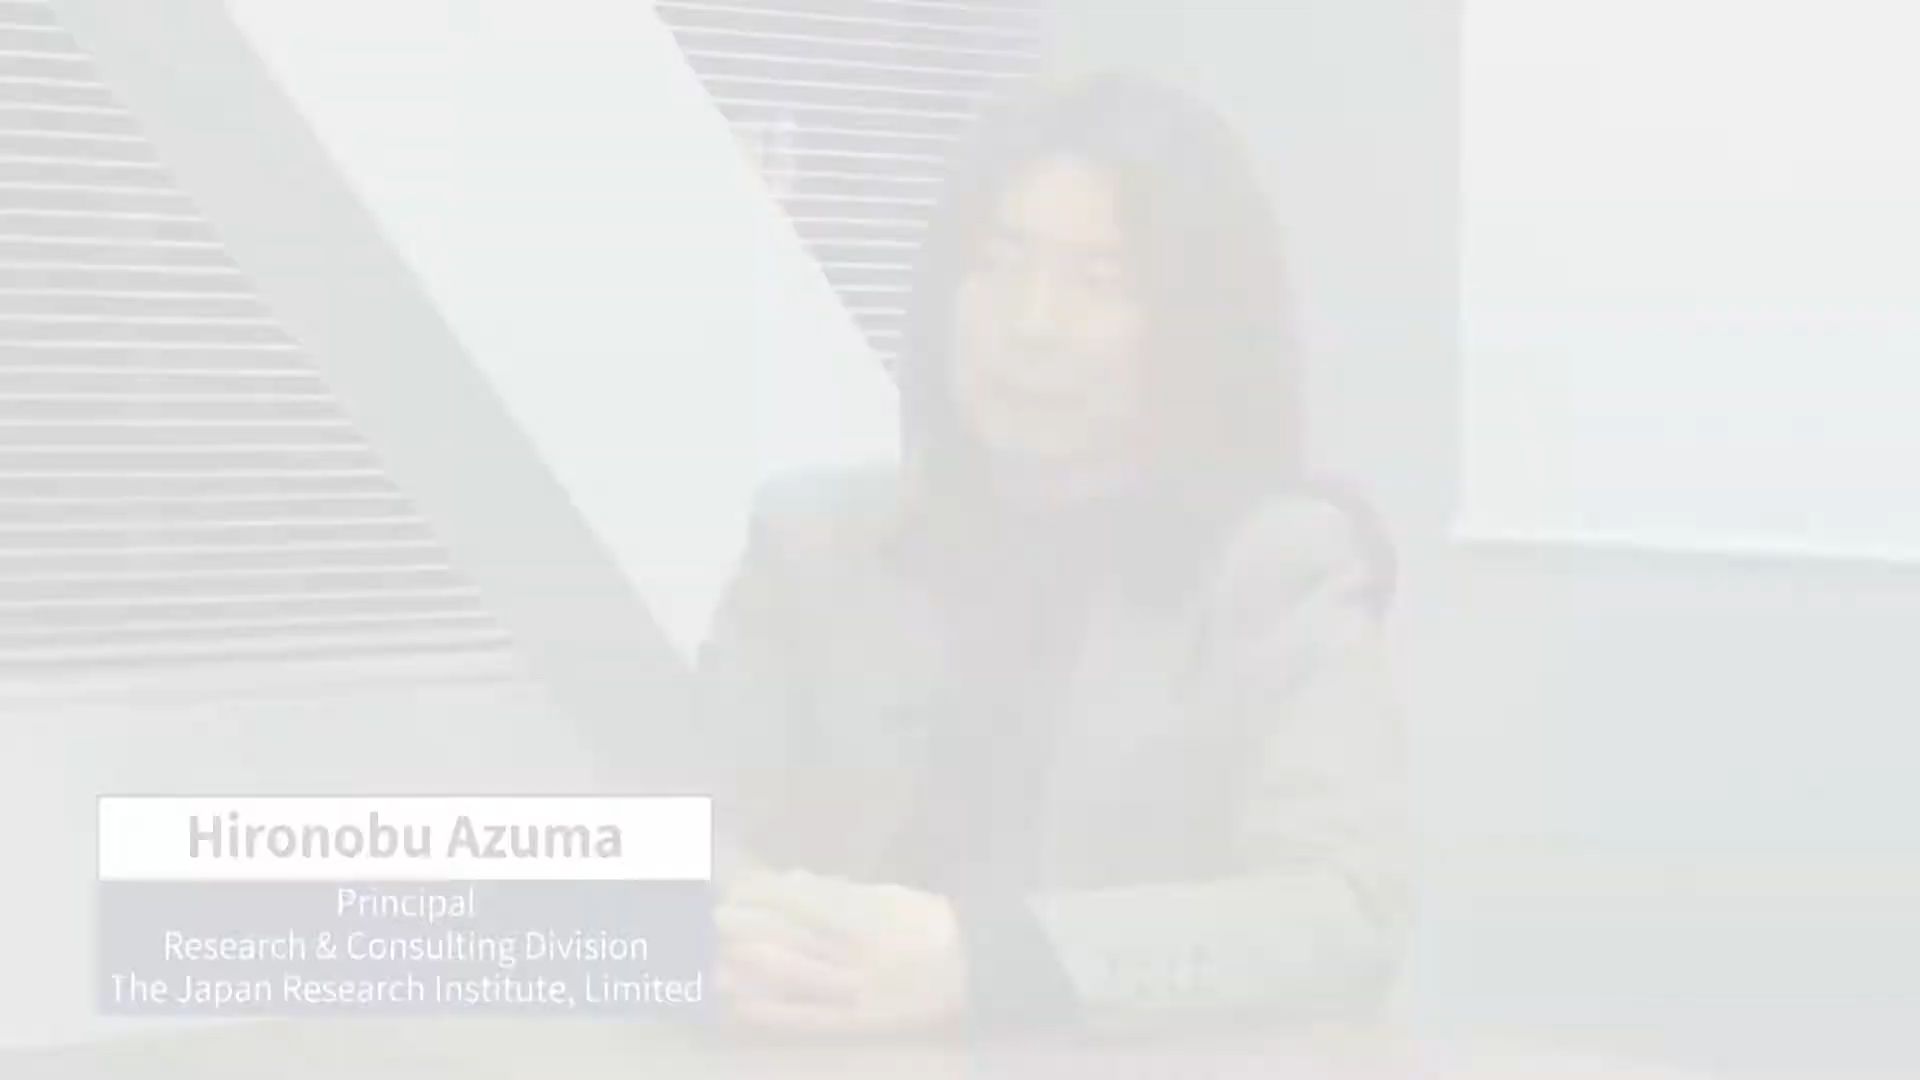 Hironobu Azuma
Principal
Research & Consulting Division
The Japan Research Institute, Limited